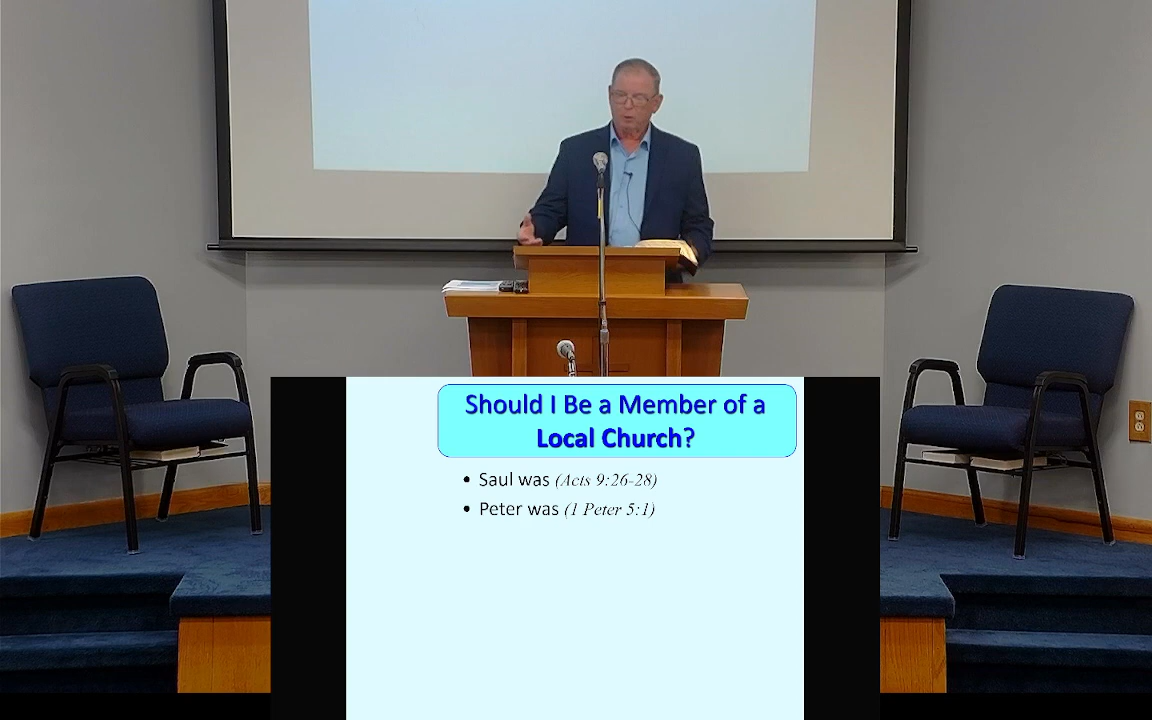 Should I Be a Member of a
Local Church?
• Saul was (Acts 9:26-28)
• Peter was (1 Peter 5:1)